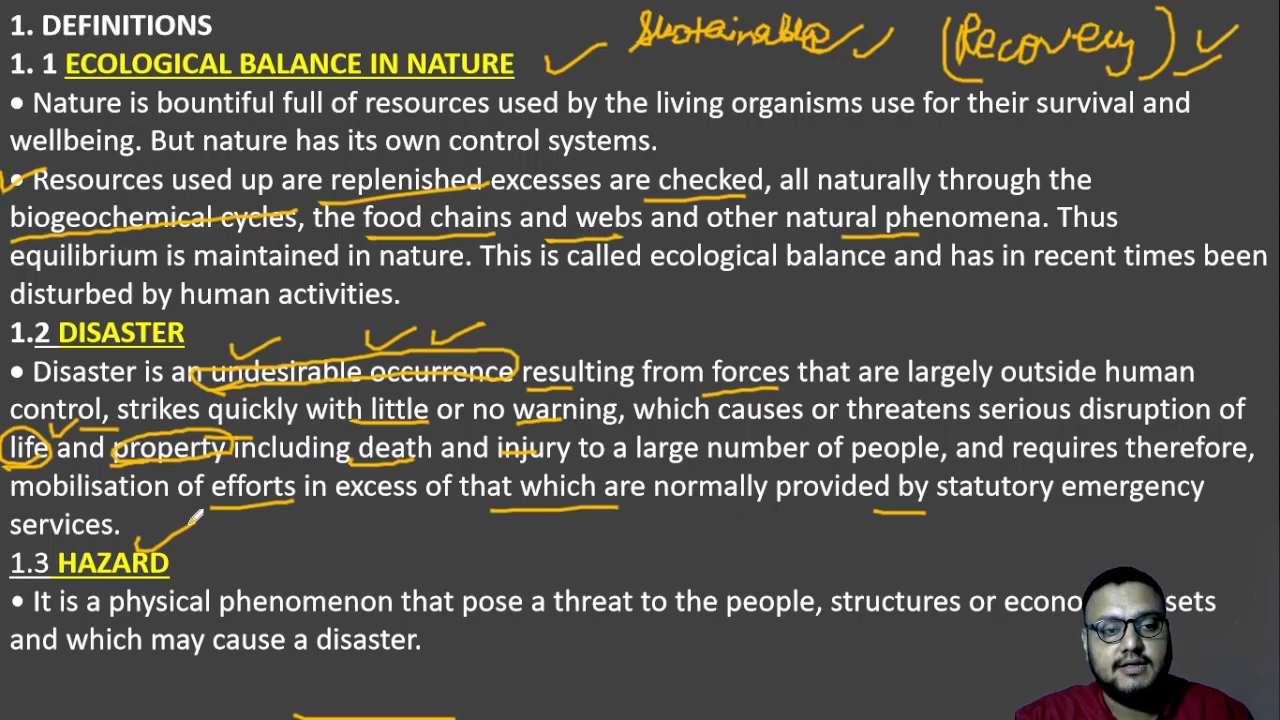 1. DEFINITIONS
Sustainable (Recovery)
1. 1 ECOLOGICAL BALANCE IN NATURE
• Nature is bountiful full of resources used by the living organisms use for their survival and
wellbeing. But nature has its own control systems.
• Resources used up are replenished excesses are checked, all naturally through the
biogeochemical cycles, the food chains and webs and other natural phenomena. Thus
equilibrium is maintained in nature. This is called ecological balance and has in recent times been
disturbed by human activities.
1.2 DISASTER
• Disaster is an undesirable occurrence resulting from forces that are largely outside human
control, strikes quickly with little or no warning, which causes or threatens serious disruption of
life and property including death and injury to a large number of people, and requires therefore,
mobilisation of efforts in excess of that which are normally provided by statutory emergency
services.
1.3 HAZARD
• It is a physical phenomenon that pose a threat to the people, structures or
and which may cause a disaster.